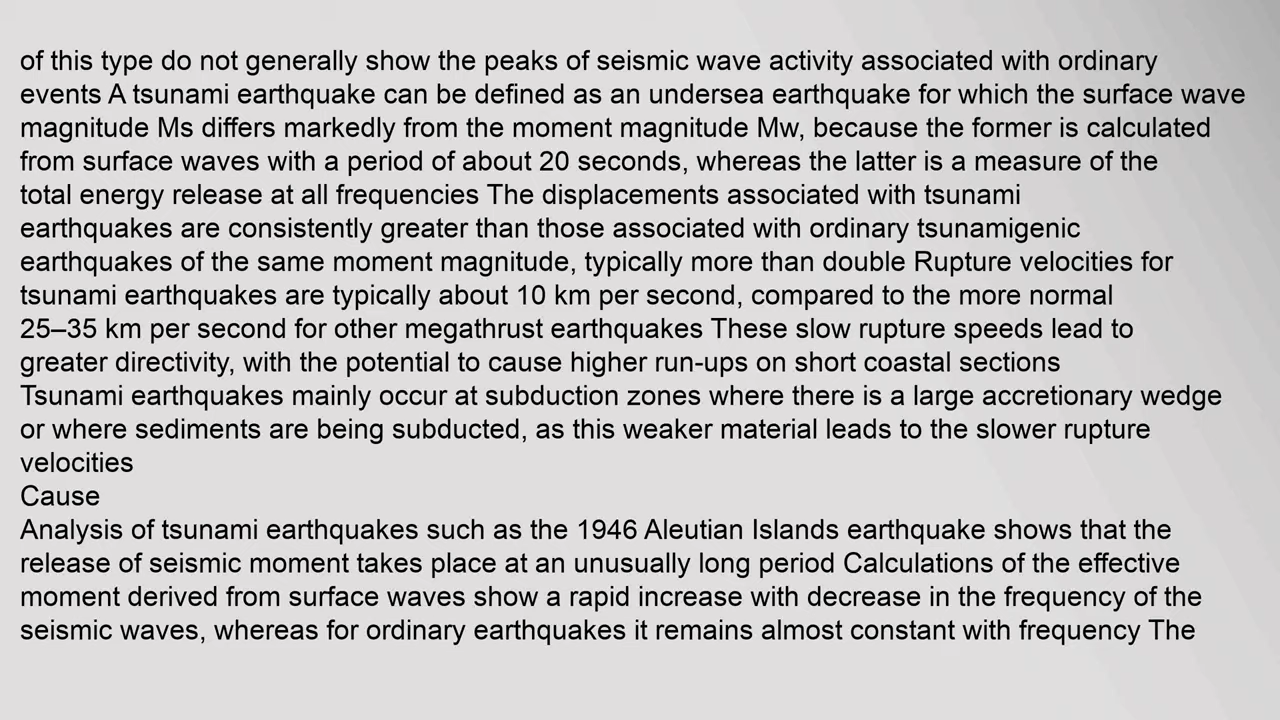 of this type do not generally show the peaks of seismic wave activity associated with ordinary
events A tsunami earthquake can be defined as an undersea earthquake for which the surface wave
magnitude Ms differs markedly from the moment magnitude Mw, because the former is calculated
from surface waves with a period of about 20 seconds, whereas the latter is a measure of the
total energy release at all frequencies The displacements associated with tsunami
earthquakes are consistently greater than those associated with ordinary tsunamigenic
earthquakes of the same moment magnitude, typically more than double Rupture velocities for
tsunami earthquakes are typically about 10 km per second, compared to the more normal
25–35 km per second for other megathrust earthquakes These slow rupture speeds lead to
greater directivity, with the potential to cause higher run-ups on short coastal sections
Tsunami earthquakes mainly occur at subduction zones where there is a large accretionary wedge
or where sediments are being subducted, as this weaker material leads to the slower rupture
velocities
Cause
Analysis of tsunami earthquakes such as the 1946 Aleutian Islands earthquake shows that the
release of seismic moment takes place at an unusually long period Calculations of the effective
moment derived from surface waves show a rapid increase with decrease in the frequency of the
seismic waves, whereas for ordinary earthquakes it remains almost constant with frequency The